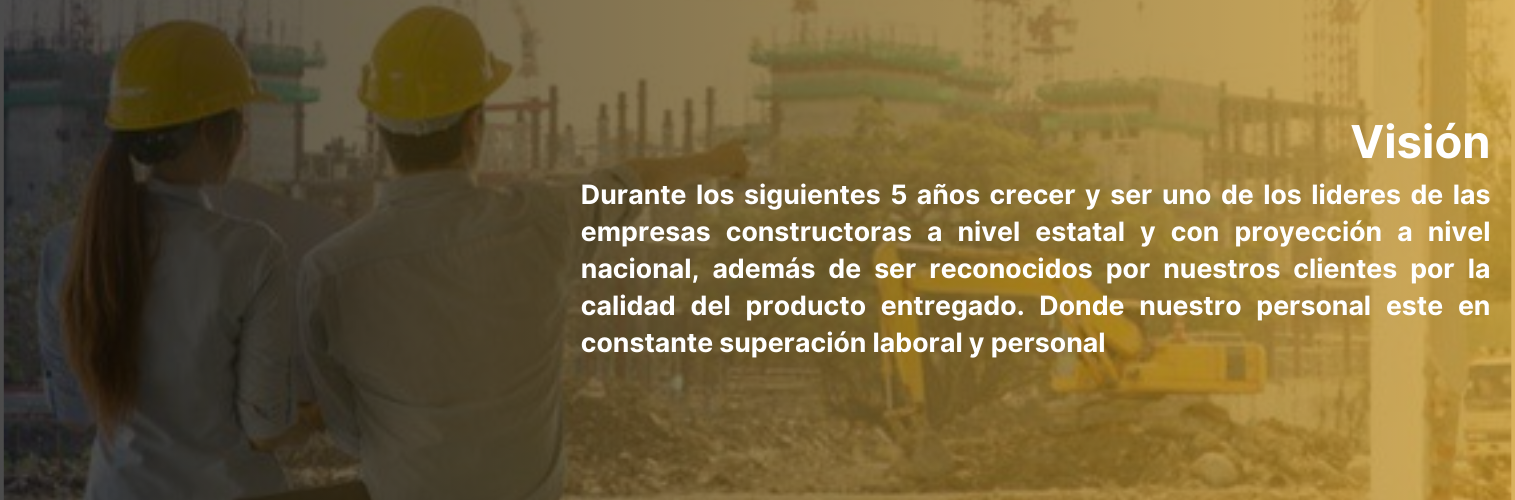 Visión
Durante los siguientes 5 años crecer y ser uno de los lideres de las
empresas constructoras a nivel estatal y con proyección a nivel
nacional, además de ser reconocidos por nuestros clientes por la
calidad del producto entregado. Donde nuestro personal este en
constante superación laboral y personal